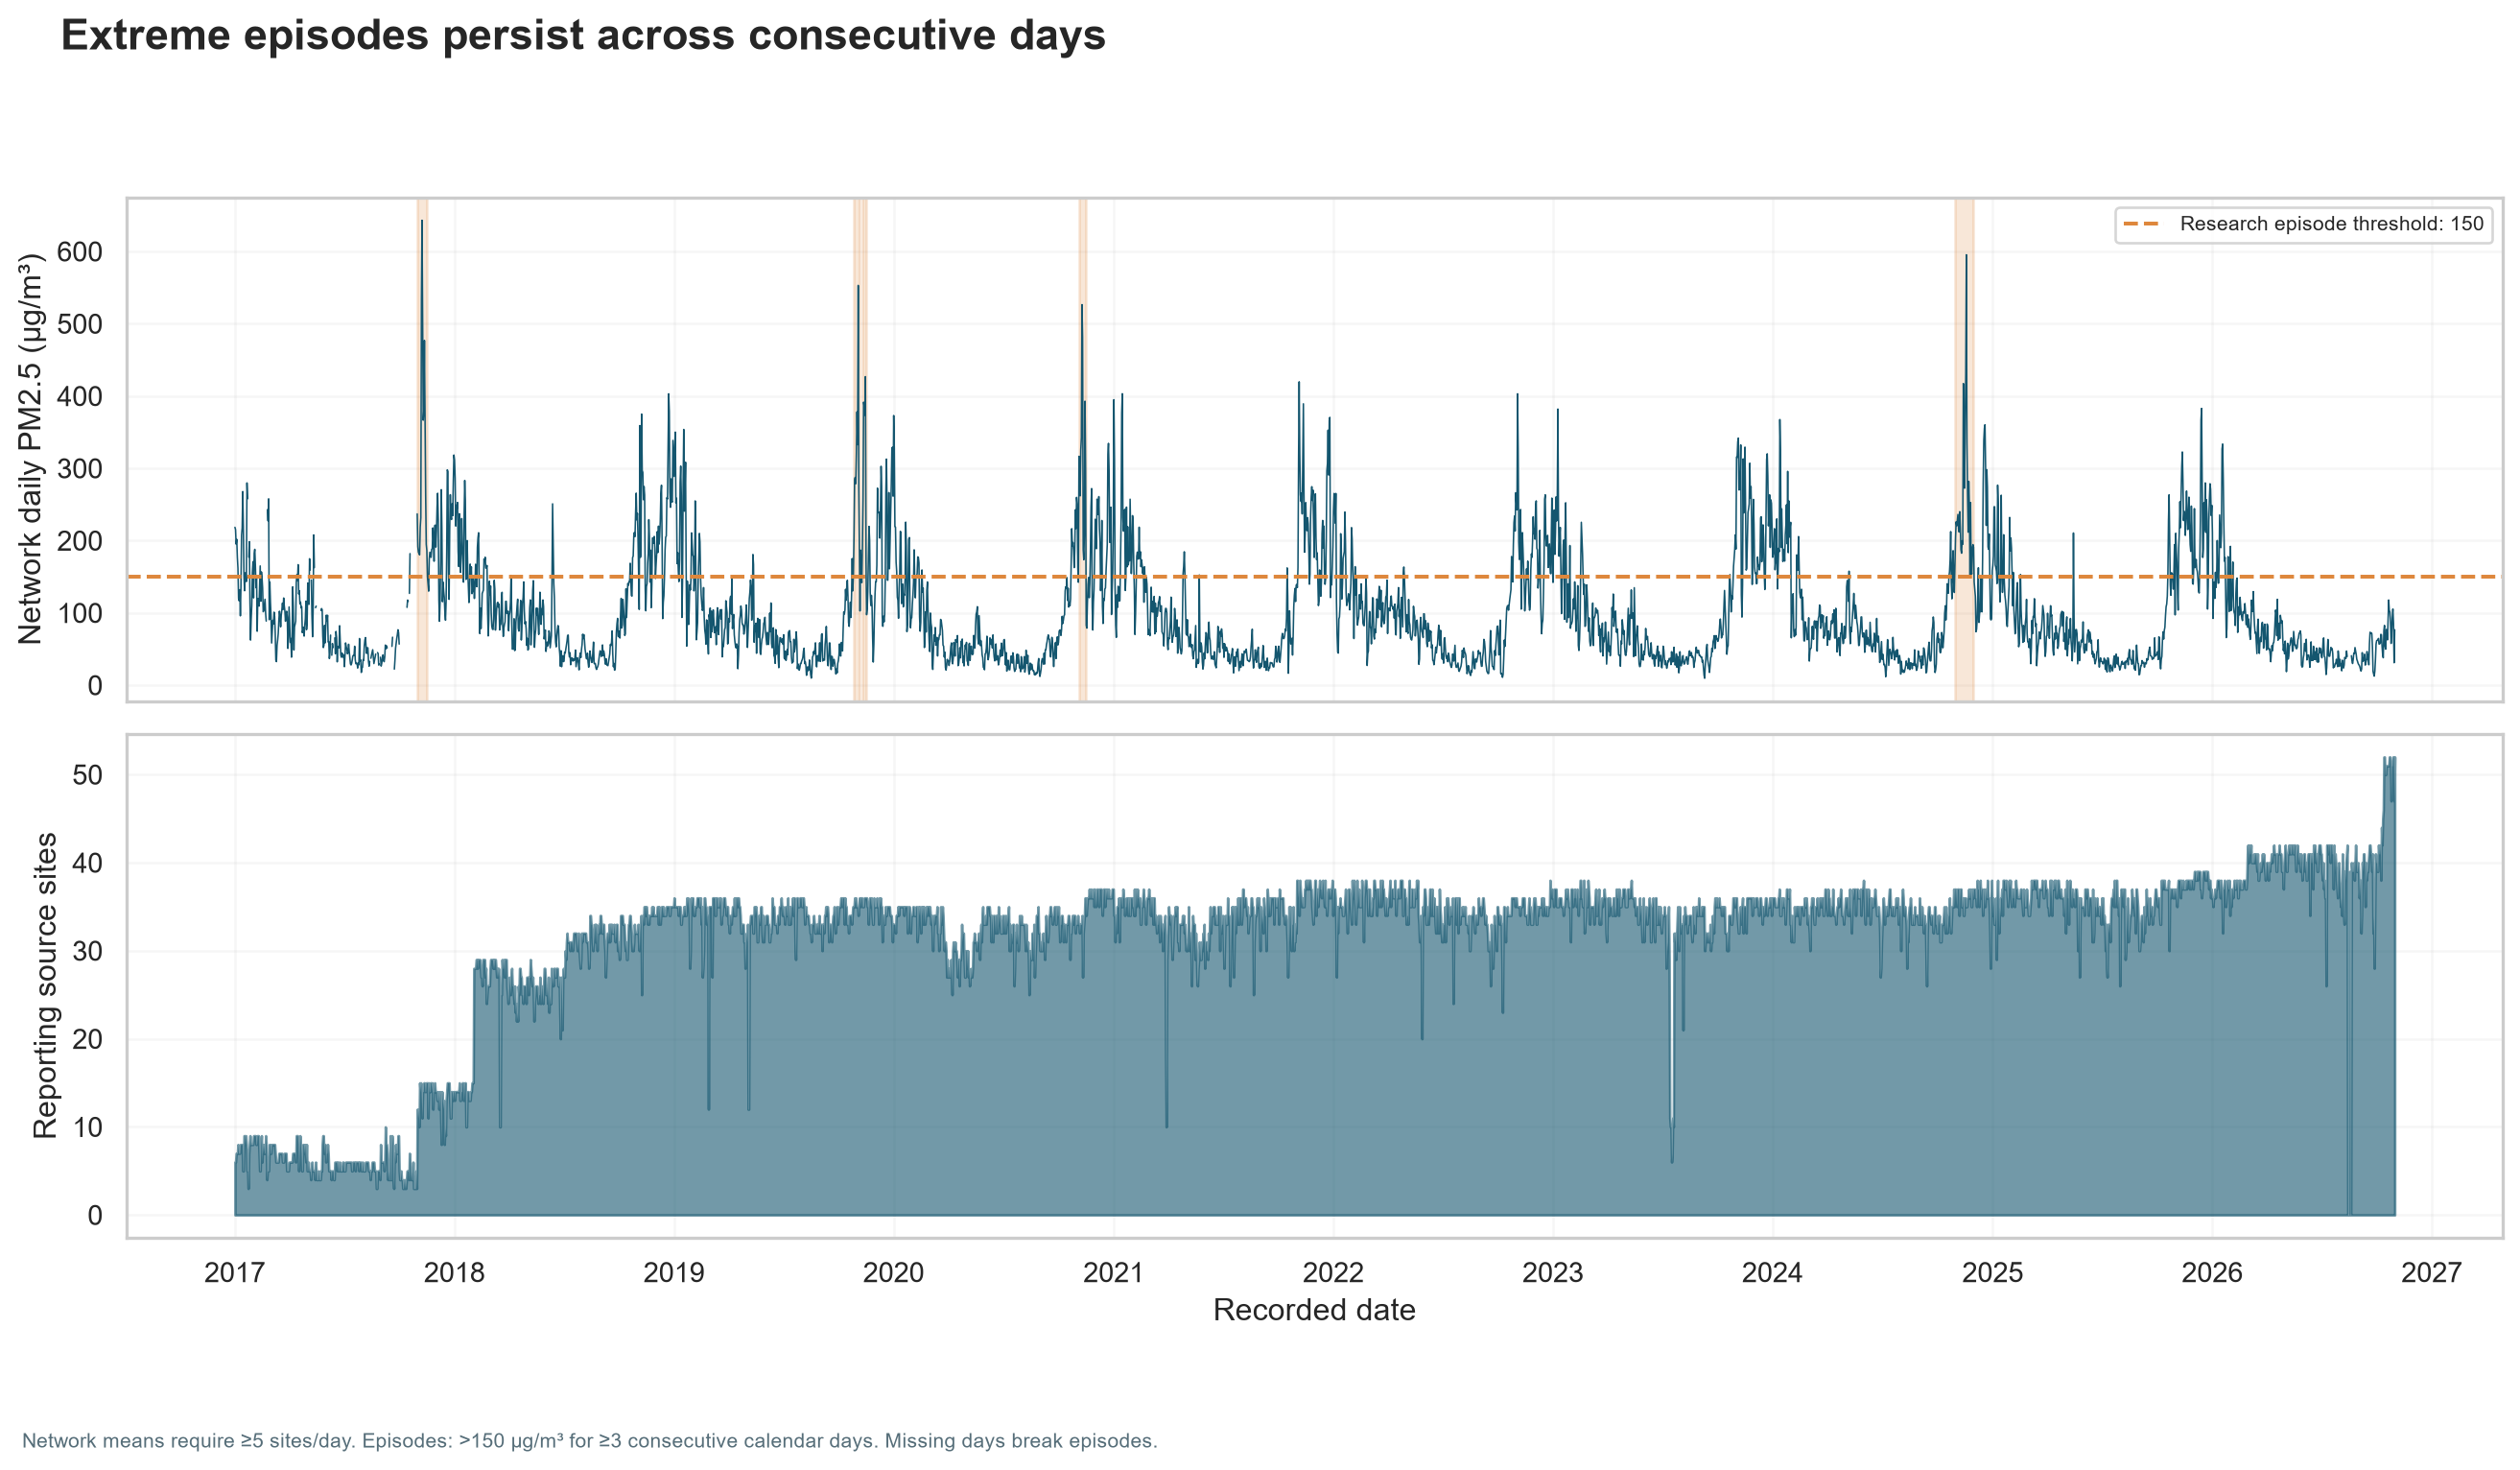 Extreme episodes persist across consecutive days
Network daily PM2.5 (µg/m³)
600
500
400
300
200
100
0
Research episode threshold: 150
Reporting source sites
50
40
30
20
10
0
2017 2018 2019 2020 2021 2022 2023 2024 2025 2026 2027
Recorded date
Network means require ≥5 sites/day. Episodes: >150 µg/m³ for ≥3 consecutive calendar days. Missing days break episodes.